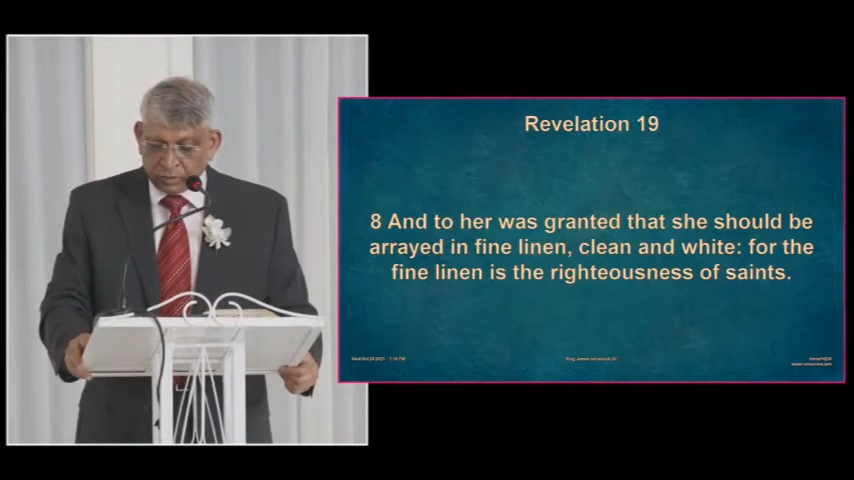 Revelation 19
8 And to her was granted that she should be
arrayed in fine linen, clean and white: for the
fine linen is the righteousness of saints.